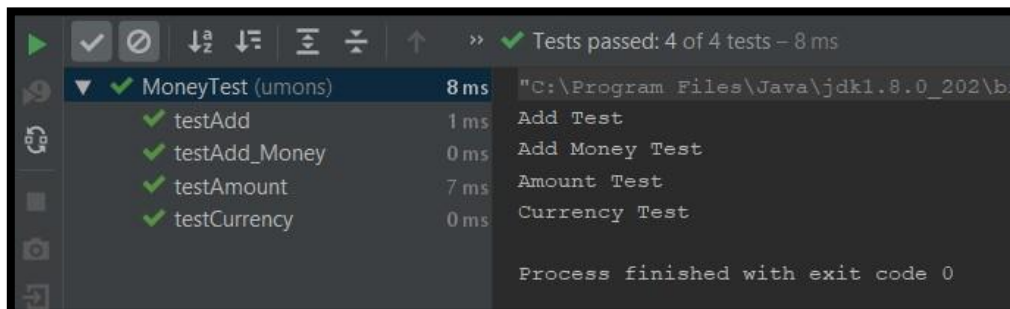 » Tests passed: 4 of 4 tests – 8 ms
MoneyTest (umons) 8 ms
testAdd 1 ms
testAdd_Money 0 ms
testAmount 7 ms
testCurrency 0 ms
"C:\Program Files\Java\jdk1.8.0_202\b
Add Test
Add Money Test
Amount Test
Currency Test
Process finished with exit code 0